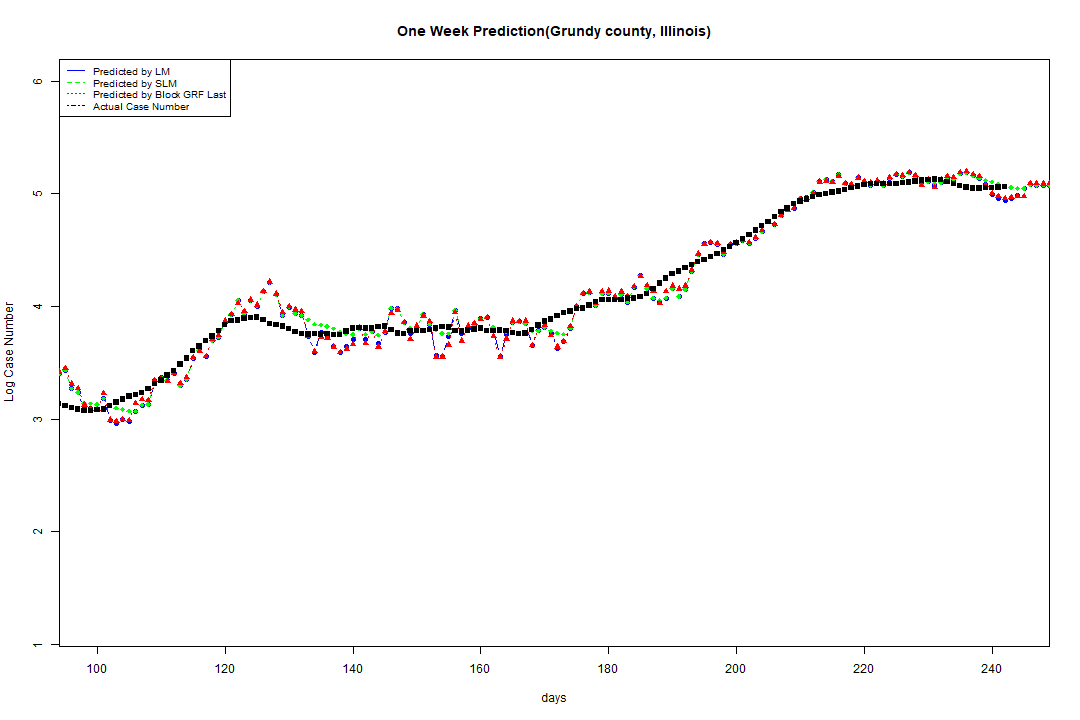 One Week Prediction(Grundy county, Illinois)
Predicted by LM
Predicted by SLM
Predicted by Block GRF Last
Actual Case Number
6
5
4
3
2
1
Log Case Number
100 120 140 160 180 200 220 240
days